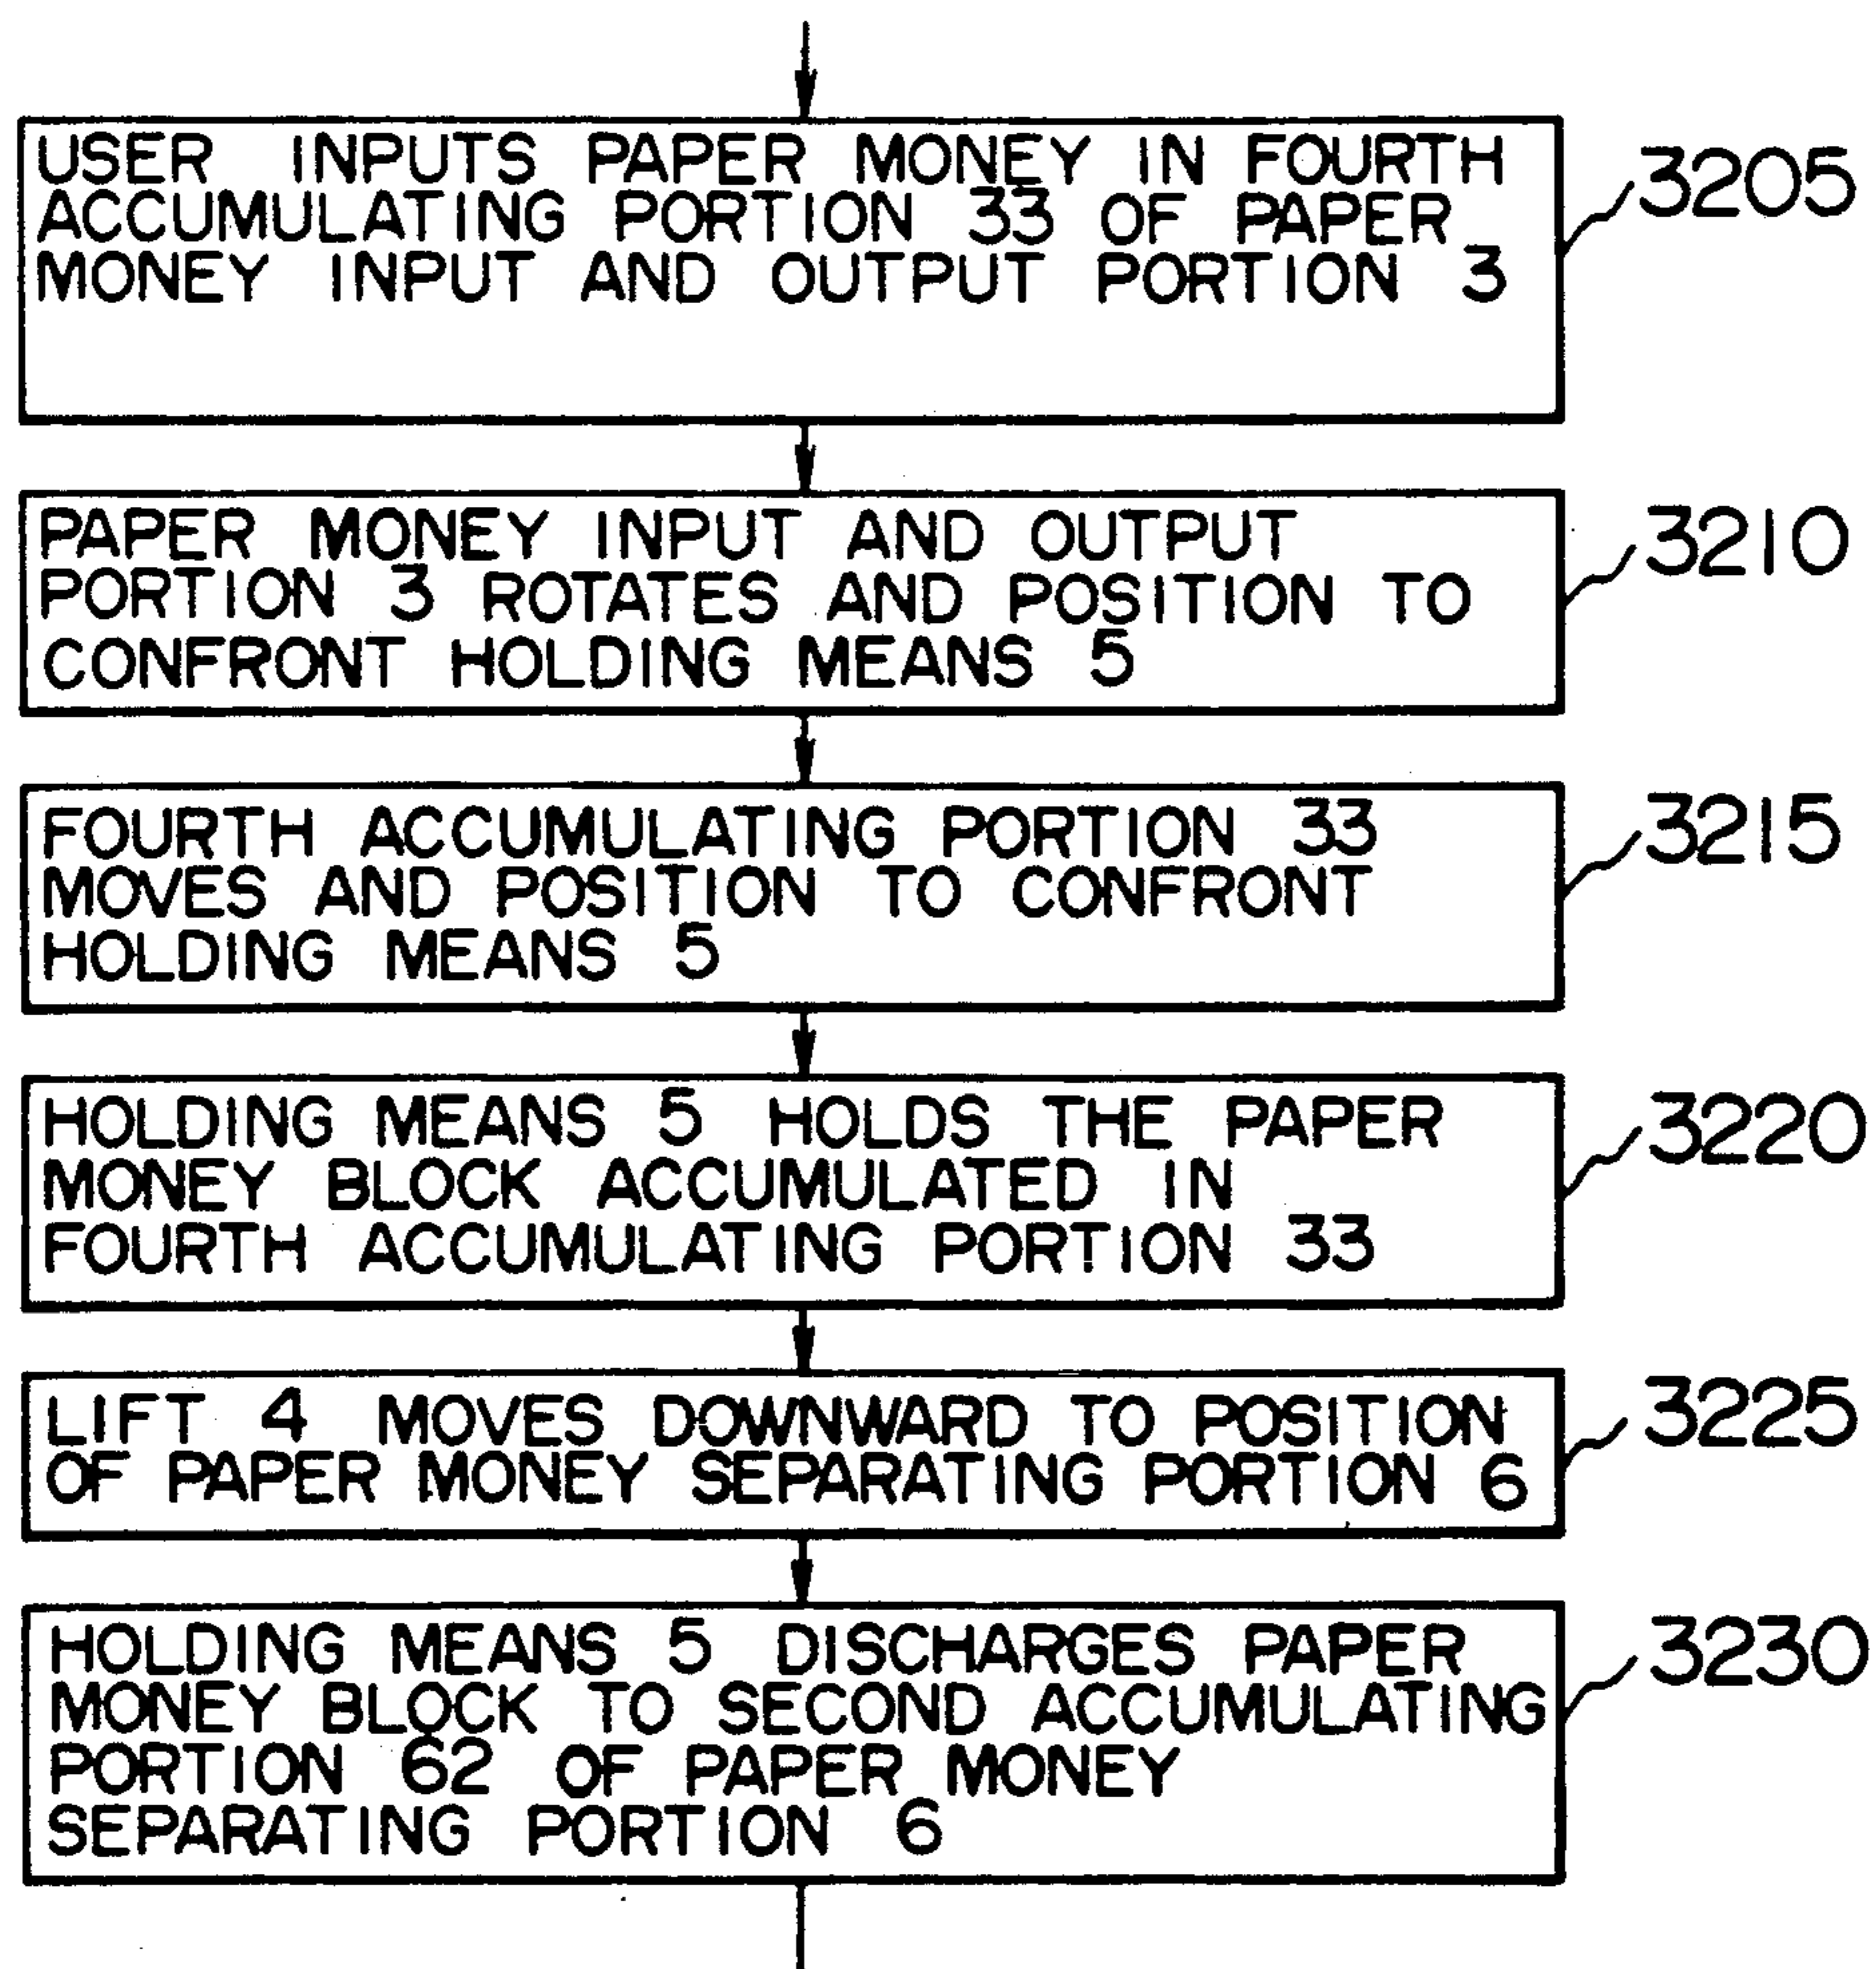 USER INPUTS PAPER MONEY IN FOURTH
ACCUMULATING PORTION 33 OF PAPER
MONEY INPUT AND OUTPUT PORTION 3
3205
PAPER MONEY INPUT AND OUTPUT
PORTION 3 ROTATES AND POSITION TO
CONFRONT HOLDING MEANS 5
3210
FOURTH ACCUMULATING PORTION 33
MOVES AND POSITION TO CONFRONT
HOLDING MEANS 5
3215
HOLDING MEANS 5 HOLDS THE PAPER
MONEY BLOCK ACCUMULATED IN
FOURTH ACCUMULATING PORTION 33
3220
LIFT 4 MOVES DOWNWARD TO POSITION
OF PAPER MONEY SEPARATING PORTION 6
3225
HOLDING MEANS 5 DISCHARGES PAPER
MONEY BLOCK TO SECOND ACCUMULATING
PORTION 62 OF PAPER MONEY
SEPARATING PORTION 6
3230